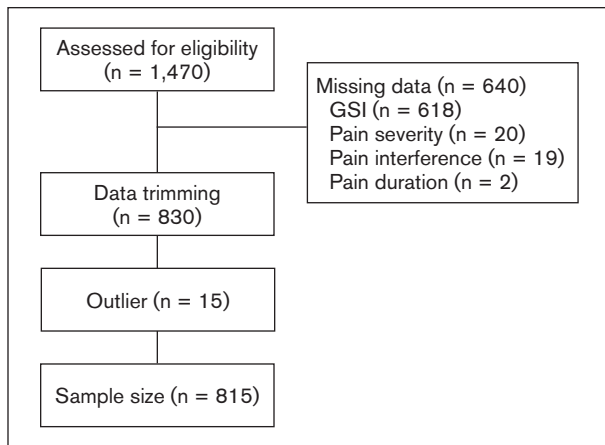 Assessed for eligibility
(n = 1,470)
Missing data (n = 640)
GSI (n = 618)
Pain severity (n = 20)
Pain interference (n = 19)
Pain duration (n = 2)
Data trimming
(n = 830)
Outlier (n = 15)
Sample size (n = 815)